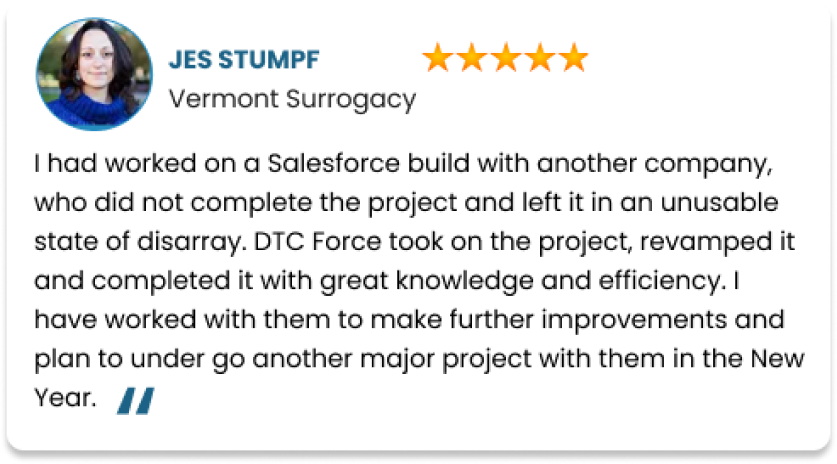 JES STUMPF
Vermont Surrogacy
I had worked on a Salesforce build with another company,
who did not complete the project and left it in an unusable
state of disarray. DTC Force took on the project, revamped it
and completed it with great knowledge and efficiency. I
have worked with them to make further improvements and
plan to under go another major project with them in the New
Year. "